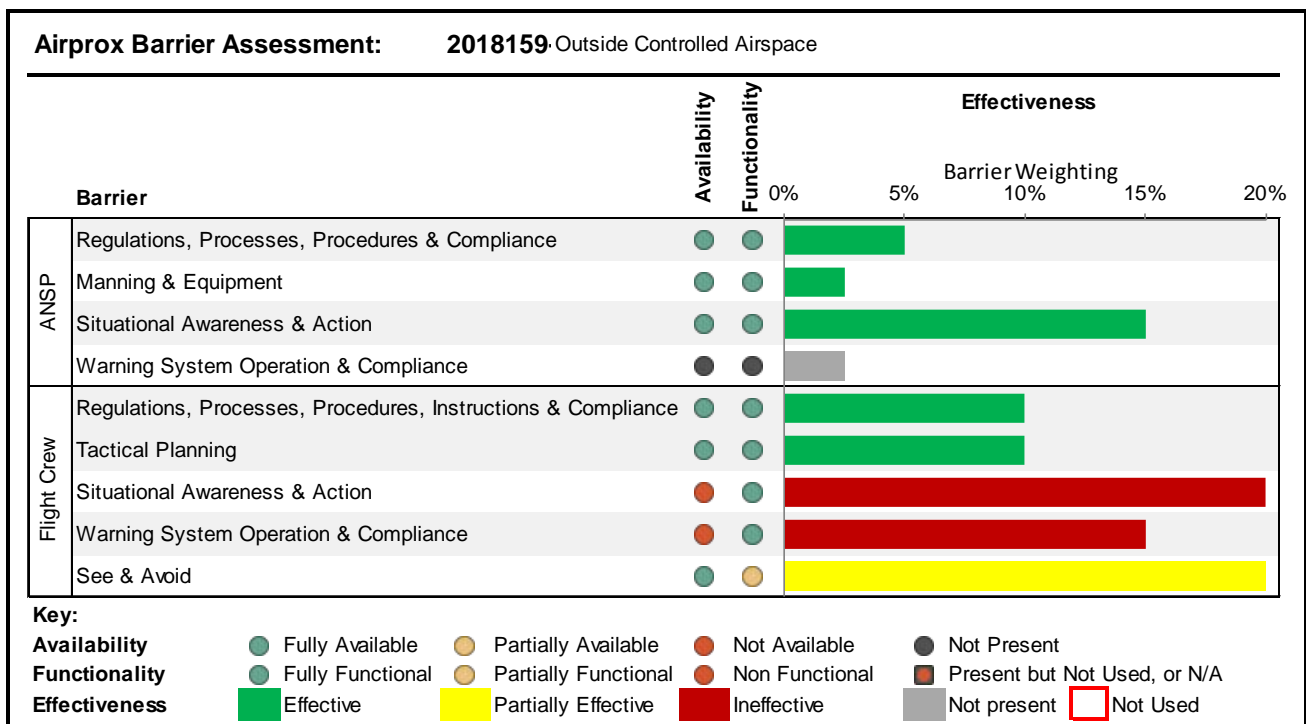 Airprox Barrier Assessment: 2018159 Outside Controlled Airspace
Availability
Functionality
Effectiveness
Barrier Weighting
Barrier
0% 5% 10% 15% 20%
ANSP
Regulations, Processes, Procedures & Compliance
Manning & Equipment
Situational Awareness & Action
Warning System Operation & Compliance
Flight Crew
Regulations, Processes, Procedures, Instructions & Compliance
Tactical Planning
Situational Awareness & Action
Warning System Operation & Compliance
See & Avoid
Key:
Availability Fully Available Partially Available Not Available Not Present
Functionality Fully Functional Partially Functional Non Functional Present but Not Used, or N/A
Effectiveness Effective Partially Effective Ineffective Not present Not Used